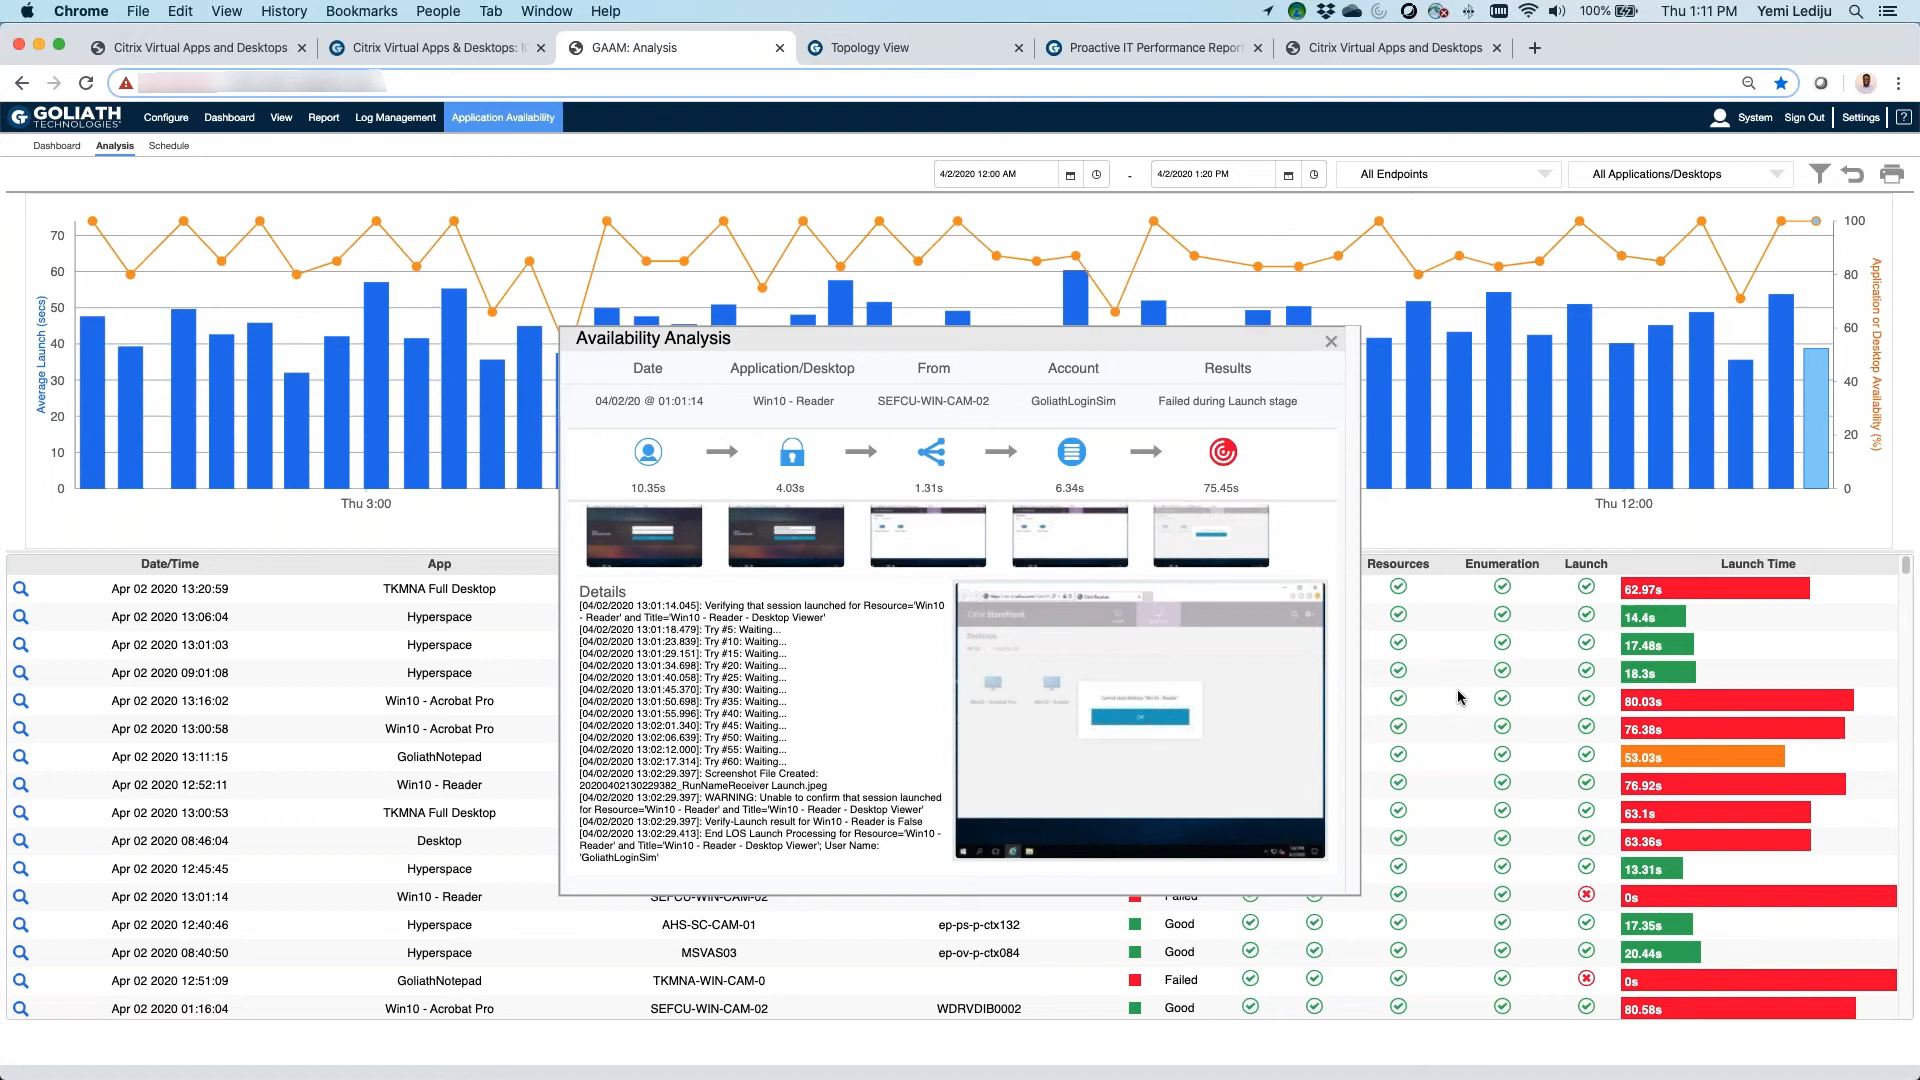 Chrome File Edit View History Bookmarks People Tab Window Help 100% Thu 1:11 PM Yemi Lediju
Citrix Virtual Apps and Desktops
Citrix Virtual Apps & Desktops:
GAAM: Analysis
Topology View
Proactive IT Performance Repor
Citrix Virtual Apps and Desktops
GOLIATH
TECHNOLOGIES
Configure Dashboard View Report Log Management Application Availability System Sign Out Settings ?
Dashboard Analysis Schedule
4/2/2020 12:00 AM - 4/2/2020 1:20 PM All Endpoints All Applications/Desktops
Average Launch (secs)
70
60
50
40
30
20
10
0
Thu 3:00
Thu 12:00
100
80
60
40
20
0
Application or Desktop Availability (%)
Availability Analysis
Date Application/Desktop From Account Results
04/02/20 @ 01:01:14 Win10 - Reader SEFCU-WIN-CAM-02 GoliathLoginSim Failed during Launch stage
10.35s 4.03s 1.31s 6.34s 75.45s
Details
[04/02/2020 13:01:14.045]: Verifying that session launched for Resource='Win10
- Reader' and Title='Win10 - Reader - Desktop Viewer'
[04/02/2020 13:01:18.479]: Try #5: Waiting...
[04/02/2020 13:01:23.839]: Try #10: Waiting...
[04/02/2020 13:01:29.151]: Try #15: Waiting...
[04/02/2020 13:01:34.698]: Try #20: Waiting...
[04/02/2020 13:01:40.058]: Try #25: Waiting...
[04/02/2020 13:01:45.370]: Try #30: Waiting...
[04/02/2020 13:01:50.698]: Try #35: Waiting...
[04/02/2020 13:01:55.996]: Try #40: Waiting...
[04/02/2020 13:02:01.340]: Try #45: Waiting...
[04/02/2020 13:02:06.639]: Try #50: Waiting...
[04/02/2020 13:02:12.000]: Try #55: Waiting...
[04/02/2020 13:02:17.314]: Try #60: Waiting...
[04/02/2020 13:02:29.397]: Screenshot File Created:
20200402130229382_RunNameReceiver Launch.jpeg
[04/02/2020 13:02:29.397]: WARNING: Unable to confirm that session launched
for Resource='Win10 - Reader' and Title='Win10 - Reader - Desktop Viewer'
[04/02/2020 13:02:29.397]: Verify-Launch result for Win10 - Reader is False
[04/02/2020 13:02:29.413]: End LOS Launch Processing for Resource='Win10 -
Reader' and Title='Win10 - Reader - Desktop Viewer'; User Name:
'GoliathLoginSim'
Citrix StoreFront
Desktops
Cannot start desktop "Win10 - Reader"
OK
Date/Time App Resources Enumeration Launch Launch Time
Apr 02 2020 13:20:59 TKMNA Full Desktop 62.97s
Apr 02 2020 13:06:04 Hyperspace 14.4s
Apr 02 2020 13:01:03 Hyperspace 17.48s
Apr 02 2020 09:01:08 Hyperspace 18.3s
Apr 02 2020 13:16:02 Win10 - Acrobat Pro 80.03s
Apr 02 2020 13:00:58 Win10 - Acrobat Pro 76.38s
Apr 02 2020 13:11:15 GoliathNotepad 53.03s
Apr 02 2020 12:52:11 Win10 - Reader 76.92s
Apr 02 2020 13:00:53 TKMNA Full Desktop 63.1s
Apr 02 2020 08:46:04 Desktop 63.36s
Apr 02 2020 12:45:45 Hyperspace 13.31s
Apr 02 2020 13:01:14 Win10 - Reader SEFCU-WIN-CAM-02 Failed 0s
Apr 02 2020 12:40:46 Hyperspace AHS-SC-CAM-01 ep-ps-p-ctx132 Good 17.35s
Apr 02 2020 08:40:50 Hyperspace MSVAS03 ep-ov-p-ctx084 Good 20.44s
Apr 02 2020 12:51:09 GoliathNotepad TKMNA-WIN-CAM-0 Failed 0s
Apr 02 2020 01:16:04 Win10 - Acrobat Pro SEFCU-WIN-CAM-02 WDRVDIB0002 Good 80.58s